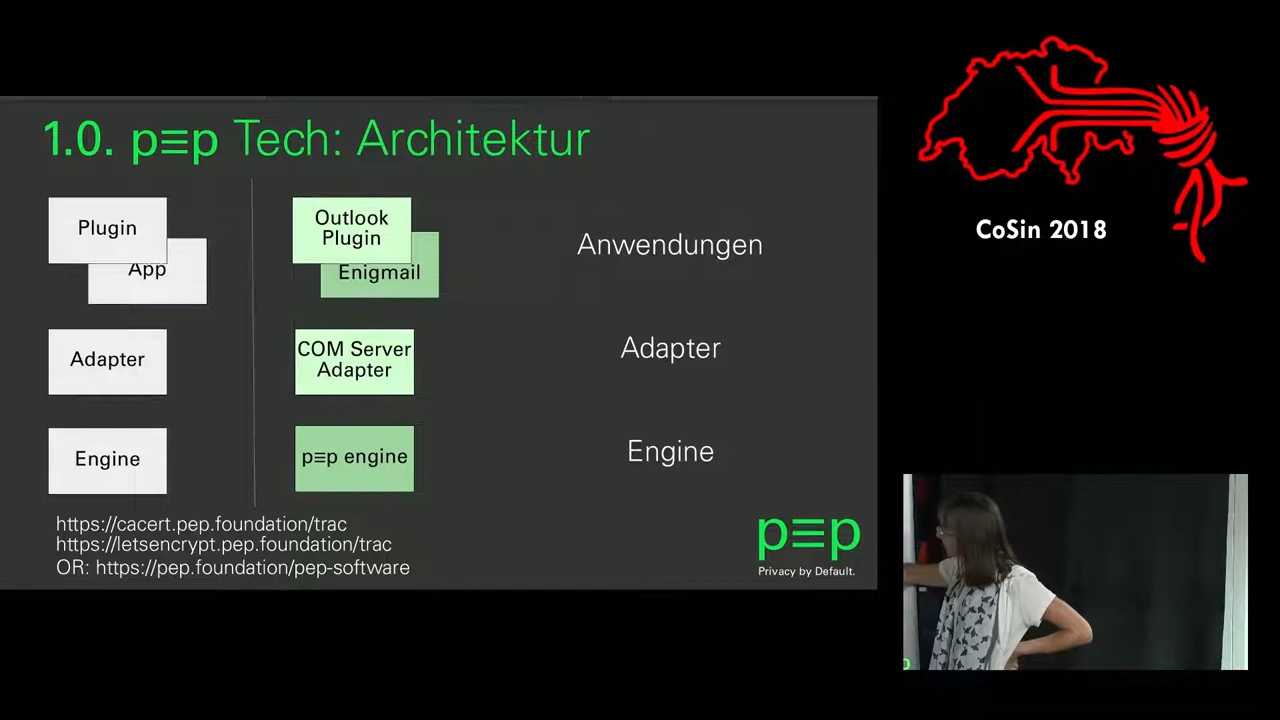 1.0. p≡p Tech: Architektur
Plugin
App
Outlook
Plugin
Enigmail
Anwendungen
Adapter
COM Server
Adapter
Adapter
Engine
p≡p engine
Engine
https://cacert.pep.foundation/trac
https://letsencrypt.pep.foundation/trac
OR: https://pep.foundation/pep-software
p≡p
Privacy by Default.
CoSin 2018